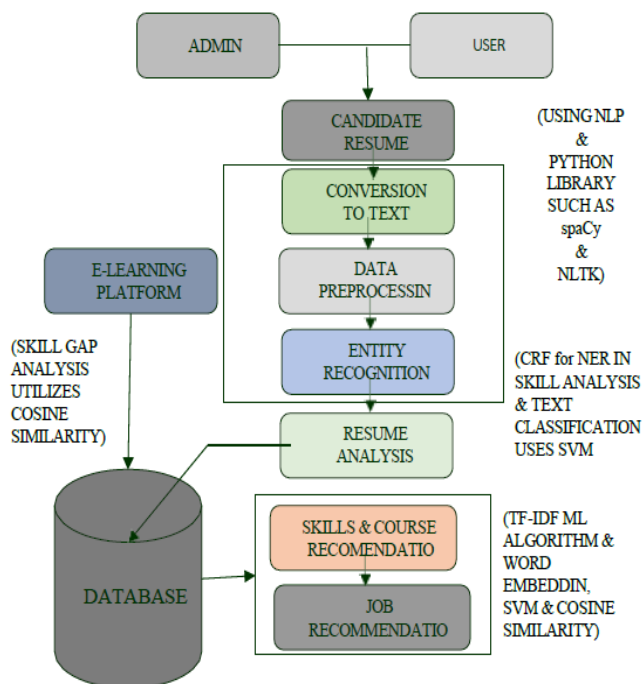 ADMIN
USER
CANDIDATE
RESUME
(USING NLP
&
PYTHON
LIBRARY
SUCH AS
spaCy
&
NLTK)
CONVERSION
TO TEXT
E-LEARNING
PLATFORM
DATA
PREPROCESSIN
(SKILL GAP
ANALYSIS
UTILIZES
COSINE
SIMILARITY)
ENTITY
RECOGNITION
(CRF for NER IN
SKILL ANALYSIS
& TEXT
CLASSIFICATION
USES SVM
RESUME
ANALYSIS
DATABASE
SKILLS & COURSE
RECOMENDATIO
JOB
RECOMMENDATIO
(TF-IDF ML
ALGORITHM &
WORD
EMBEDDIN,
SVM & COSINE
SIMILARITY)